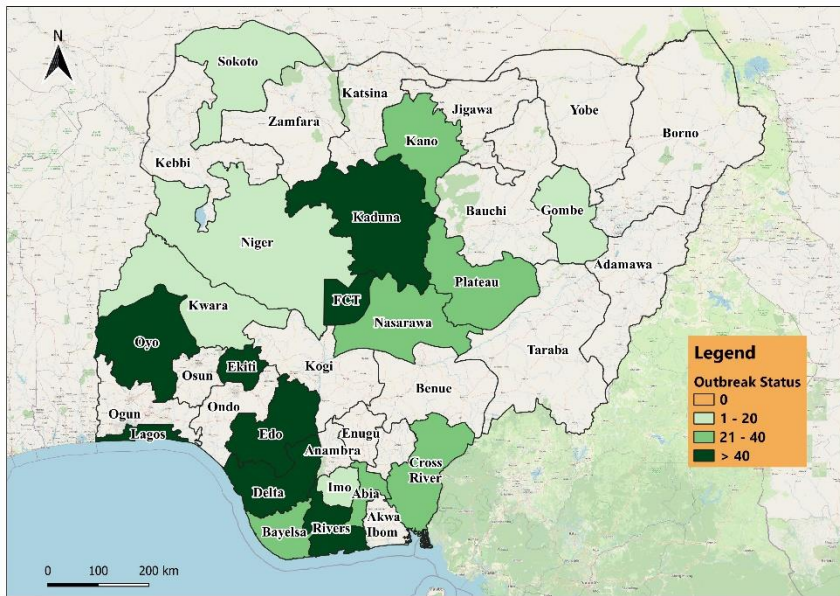 N
Sokoto
Katsina
Zamfara
Jigawa
Yobe
Borno
Kano
Kebbi
Kaduna
Bauchi
Gombe
Niger
Adamawa
Plateau
FCT
Kwara
Nasarawa
Oyo
Taraba
Ekiti
Kogi
Osun
Benue
Ogun
Ondo
Lagos
Edo
Enugu
Anambra
Cross
River
Delta
Imo
Abia
Akwa
Ibom
Bayelsa
Rivers
Legend
Outbreak Status
0
1 - 20
21 - 40
> 40
0 100 200 km